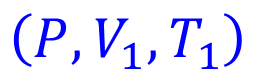 (P, V₁, T₁)